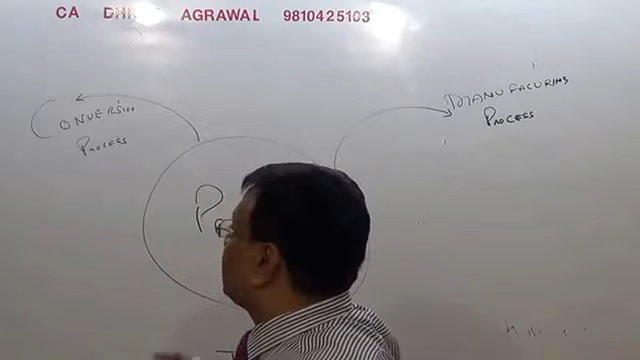 CA DH AGRAWAL 9810425103
CONVERSION
PROCESS
MANUFACURING
PROCESS
P